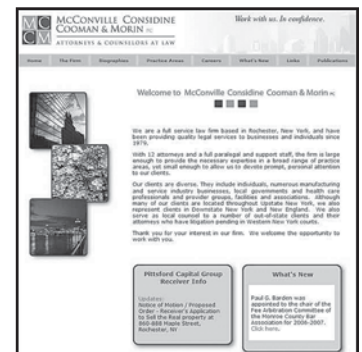 MCCONVILLE CONSIDINE
COOMAN & MORIN PC
ATTORNEYS & COUNSELORS AT LAW
Work with us. In confidence.
Home The Firm Biographies Practice Areas Careers What's New Links Publications
Welcome to McConville Considine Cooman & Morin PC
We are a full service law firm based in Rochester, New York, and have
been providing quality legal services to businesses and individuals since
1979.
With 12 attorneys and a full paralegal and support staff, the firm is large
enough to provide the necessary expertise in a broad range of practice
areas, yet small enough to allow us to devote prompt, personal attention
to our clients.
Our clients are diverse. They include individuals, numerous manufacturing
and service industry businesses, local governments and health care
professionals and provider groups, facilities and associations. Although
many of our clients are located throughout Upstate New York, we also
represent clients in Downstate New York and New England. We also
serve as local counsel to a number of out-of-state clients and their
attorneys who have litigation pending in Western New York courts.
Thank you for your interest in our firm. We welcome the opportunity to
work with you.
Pittsford Capital Group
Receiver Info
Updates:
Notice of Motion / Proposed
Order - Receiver's Application
to Sell the Real property at
960-988 Maple Street,
Rochester, NY
What's New
Paul G. Barden was
appointed to the chair of the
Fee Arbitration Committee of
the Monroe County Bar
Association for 2006-2007.
Click here.